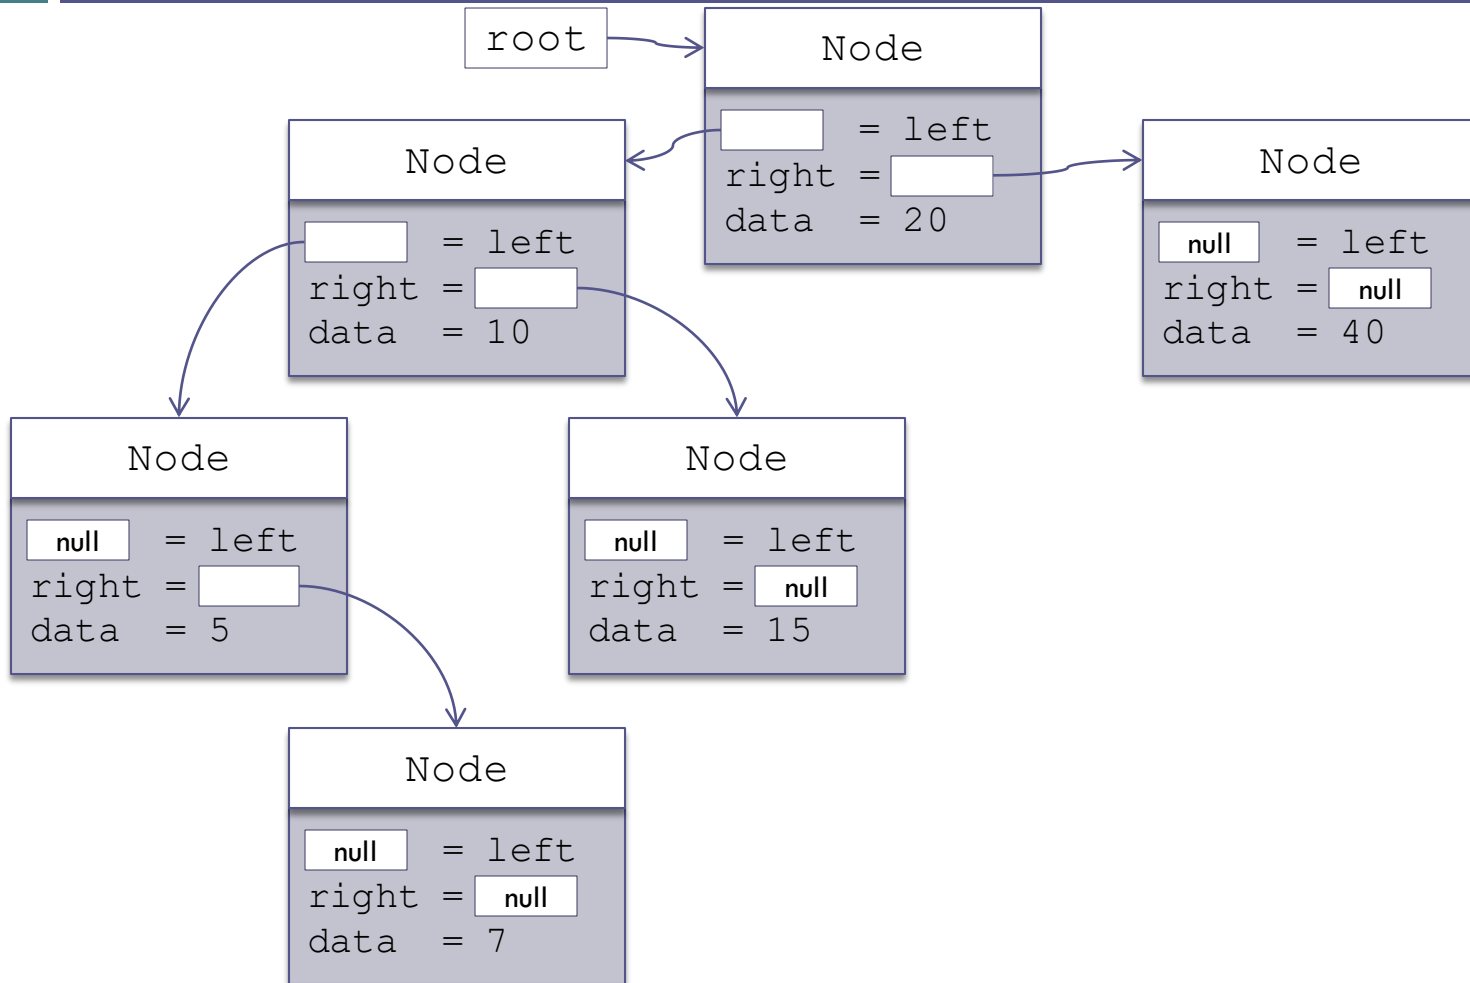 root
Node
= left
right =
data = 20
Node
= left
right =
data = 10
Node
null = left
right = null
data = 40
Node
null = left
right =
data = 5
Node
null = left
right = null
data = 15
Node
null = left
right = null
data = 7